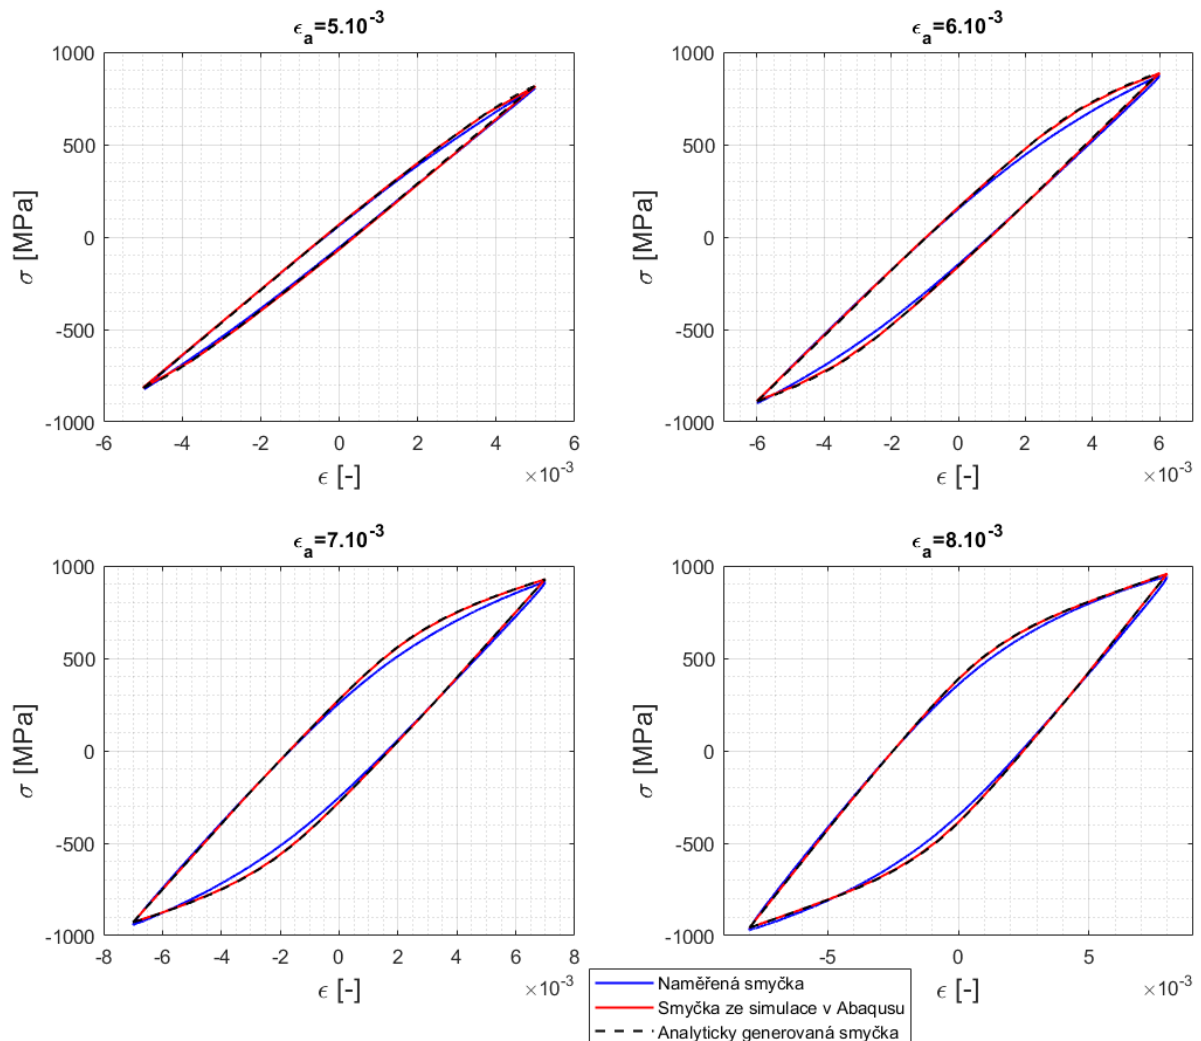 ϵa=5.10-3
1000
500
0
-500
-1000
σ [MPa]
-6 -4 -2 0 2 4 6
ϵ [-]
×10-3
ϵa=6.10-3
1000
500
0
-500
-1000
σ [MPa]
-6 -4 -2 0 2 4 6
ϵ [-]
×10-3
ϵa=7.10-3
1000
500
0
-500
-1000
σ [MPa]
-8 -6 -4 -2 0 2 4 6 8
ϵ [-]
×10-3
ϵa=8.10-3
1000
500
0
-500
-1000
σ [MPa]
-5 0 5
ϵ [-]
×10-3
Naměřená smyčka
Smyčka ze simulace v Abaqusu
Analyticky generovaná smyčka